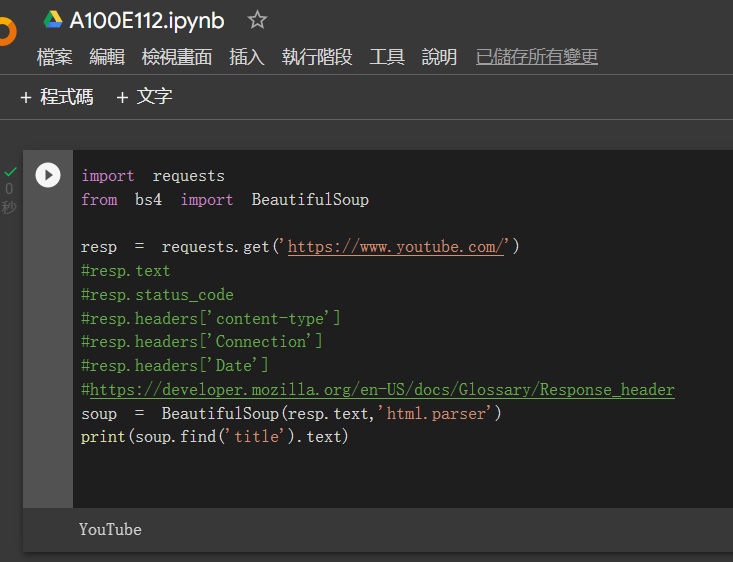 A100E112.ipynb
檔案 編輯 檢視畫面 插入 執行階段 工具 說明 已儲存所有變更
+ 程式碼 + 文字
0
秒
import requests
from bs4 import BeautifulSoup
resp = requests.get('https://www.youtube.com/')
#resp.text
#resp.status_code
#resp.headers['content-type']
#resp.headers['Connection']
#resp.headers['Date']
#https://developer.mozilla.org/en-US/docs/Glossary/Response_header
soup = BeautifulSoup(resp.text,'html.parser')
print(soup.find('title').text)
YouTube